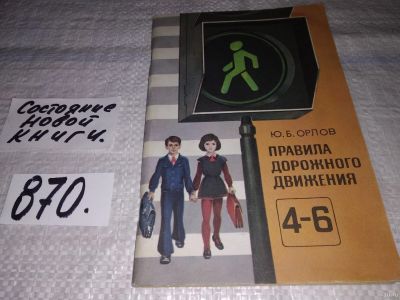 Состояние
новой
книги.
870.
Ю.Б.ОРЛОВ
ПРАВИЛА
ДОРОЖНОГО
ДВИЖЕНИЯ
4-6